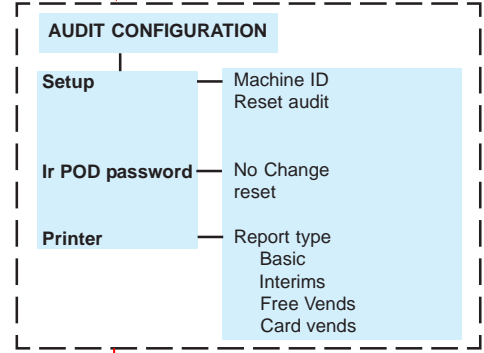 AUDIT CONFIGURATION
Setup
Machine ID
Reset audit
Ir POD password
No Change
reset
Printer
Report type
Basic
Interims
Free Vends
Card vends